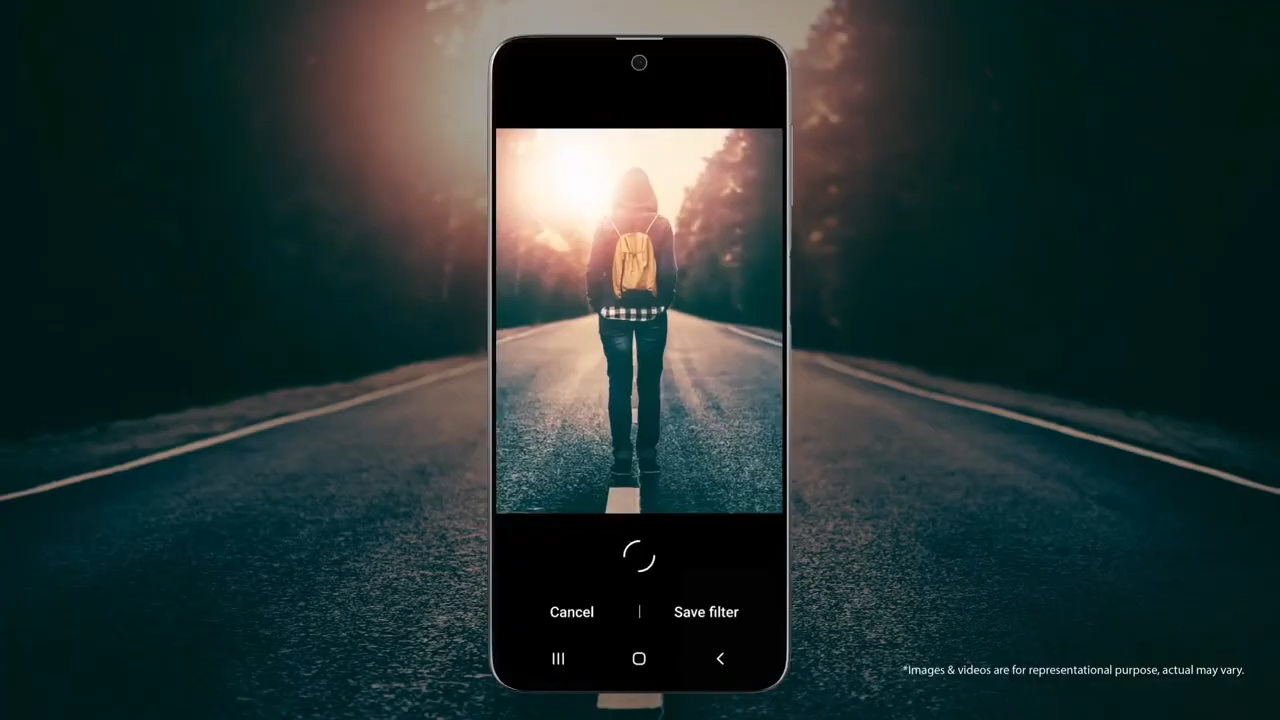 Cancel | Save filter
*Images & videos are for representational purpose, actual may vary.